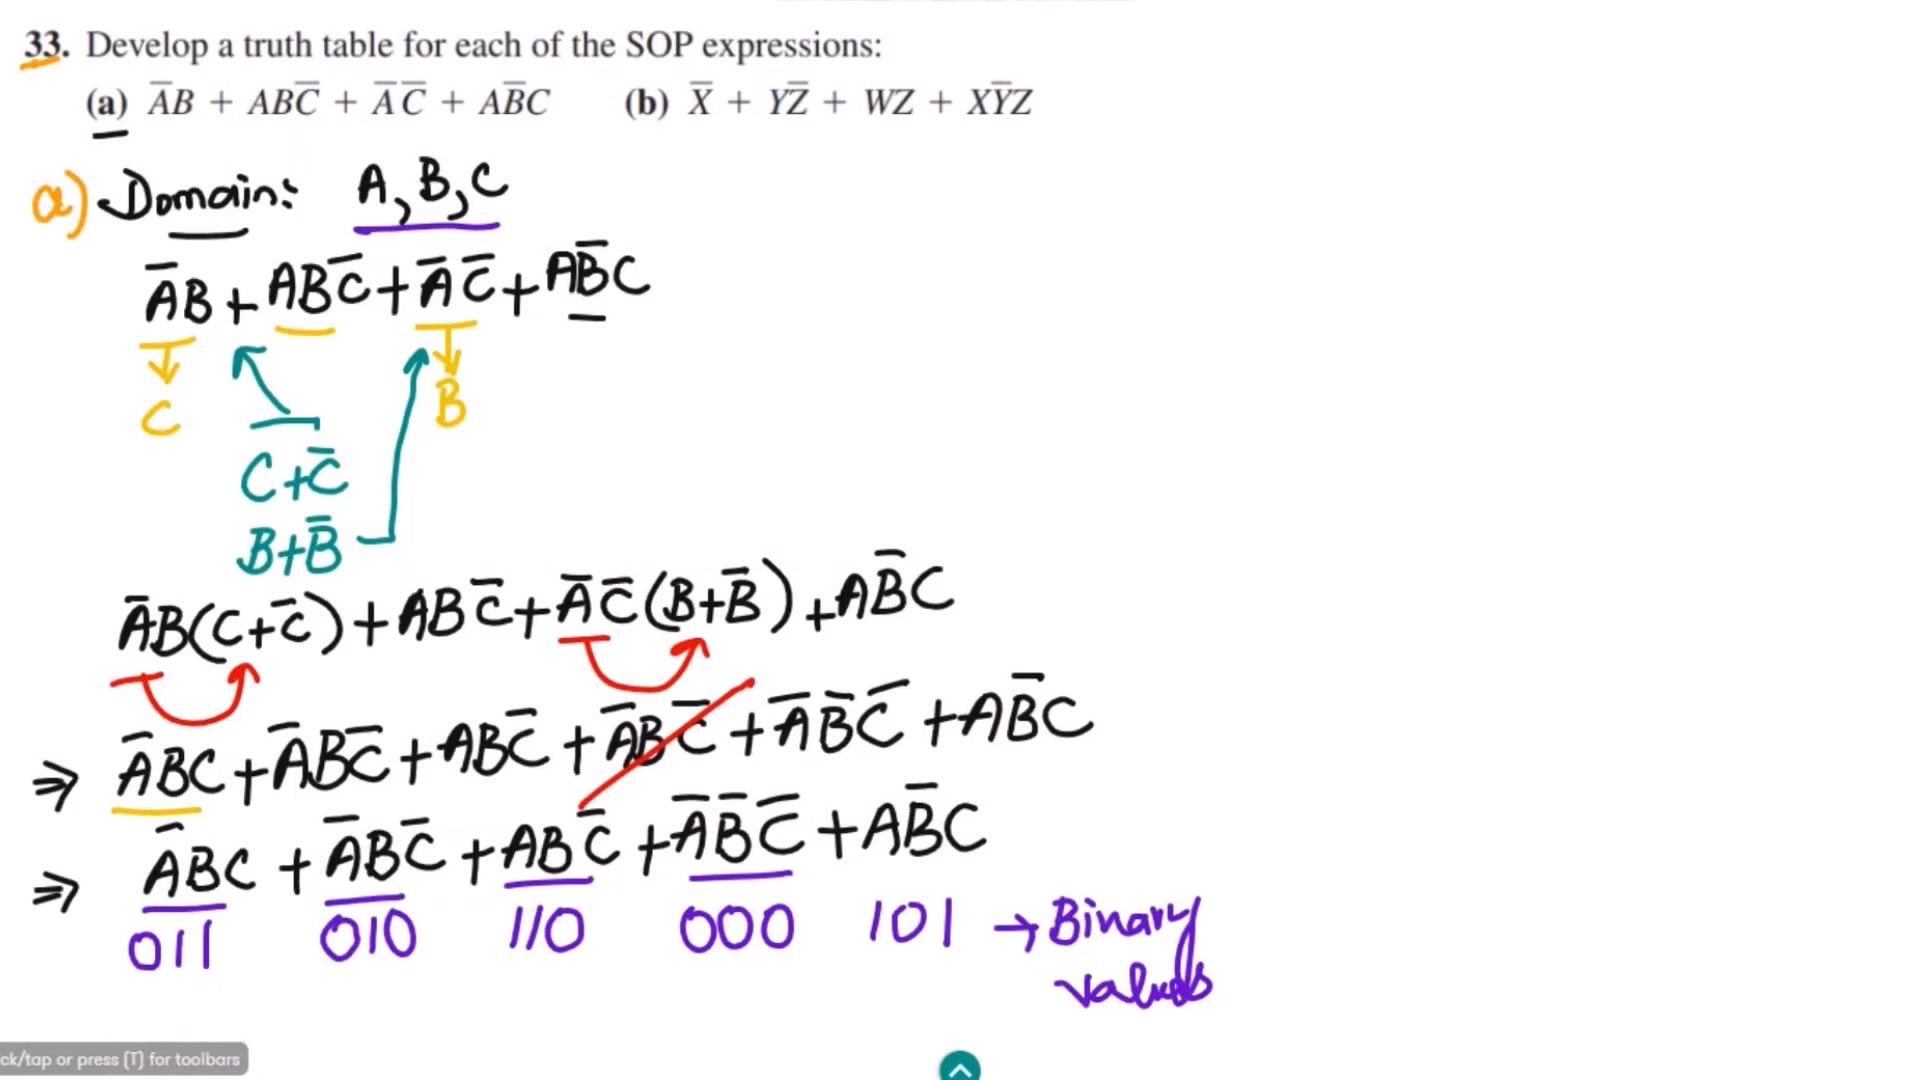 33. Develop a truth table for each of the SOP expressions:
(a) A̅B + ABC̅ + A̅ C̅ + AB̅C (b) X̅ + YZ̅ + WZ + XY̅Z
a) Domain: A, B, C
A̅B + ABC̅ + A̅ C̅ + AB̅C
C B
C+C̅
B+B̅
A̅B(C+C̅) + ABC̅ + A̅C̅(B+B̅) + AB̅C
⇒ A̅BC + A̅BC̅ + ABC̅ + A̅BC̅ + A̅B̅C̅ + AB̅C
⇒ A̅BC + A̅BC̅ + ABC̅ + A̅B̅C̅ + AB̅C
011 010 110 000 101 → Binary
values
ck/tap or press (T) for toolbars